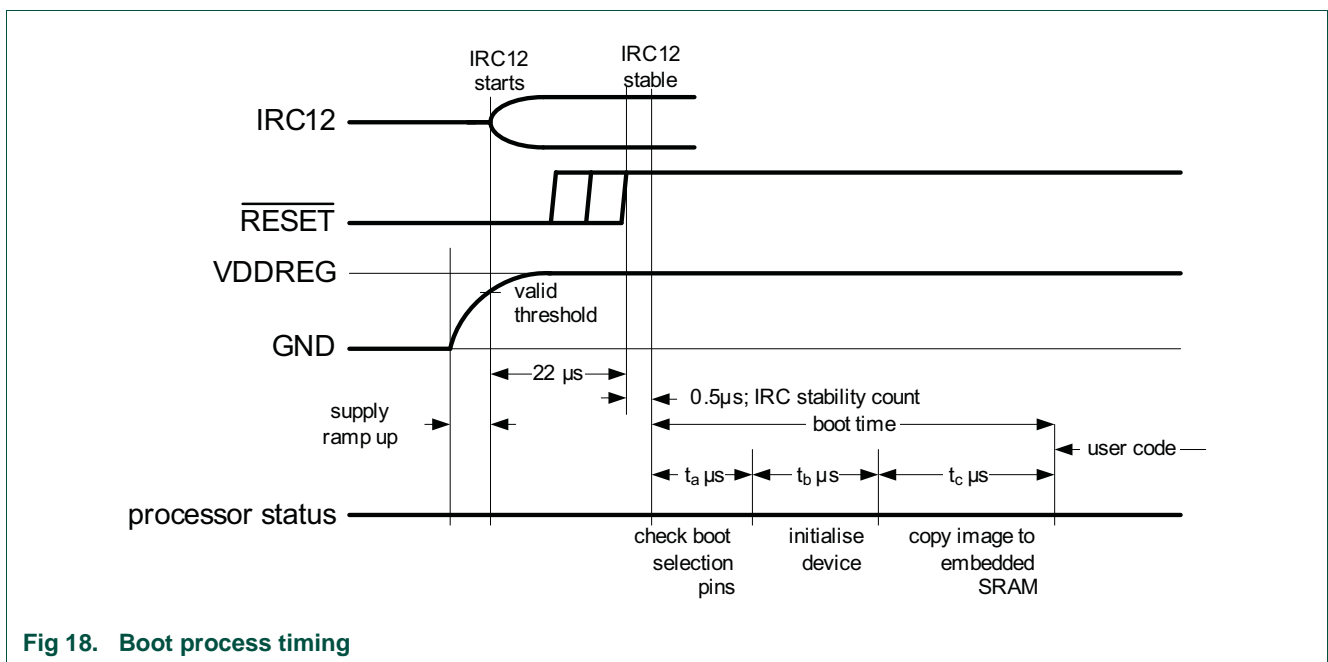 IRC12
starts
IRC12
stable
IRC12
RESET
VDDREG
valid
threshold
GND
22 µs
0.5µs; IRC stability count
supply
ramp up
boot time
user code
ta µs
tb µs
tc µs
processor status
check boot
selection
pins
initialise
device
copy image to
embedded
SRAM
Fig 18. Boot process timing